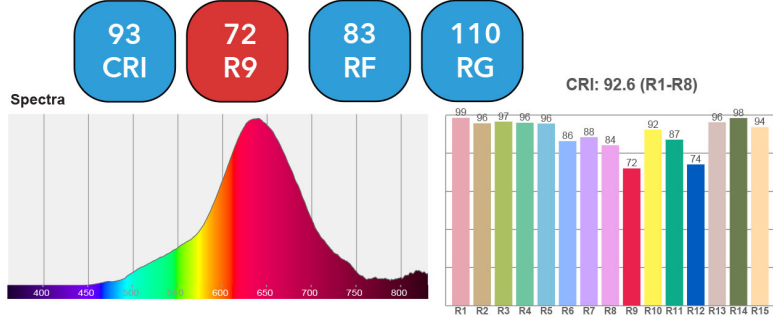 93
CRI
72
R9
83
RF
110
RG
Spectra
400 450 500 550 600 650 700 750 800
CRI: 92.6 (R1-R8)
99 96 97 96 96 86 88 84 72 92 87 74 96 98 94
R1 R2 R3 R4 R5 R6 R7 R8 R9 R10 R11 R12 R13 R14 R15